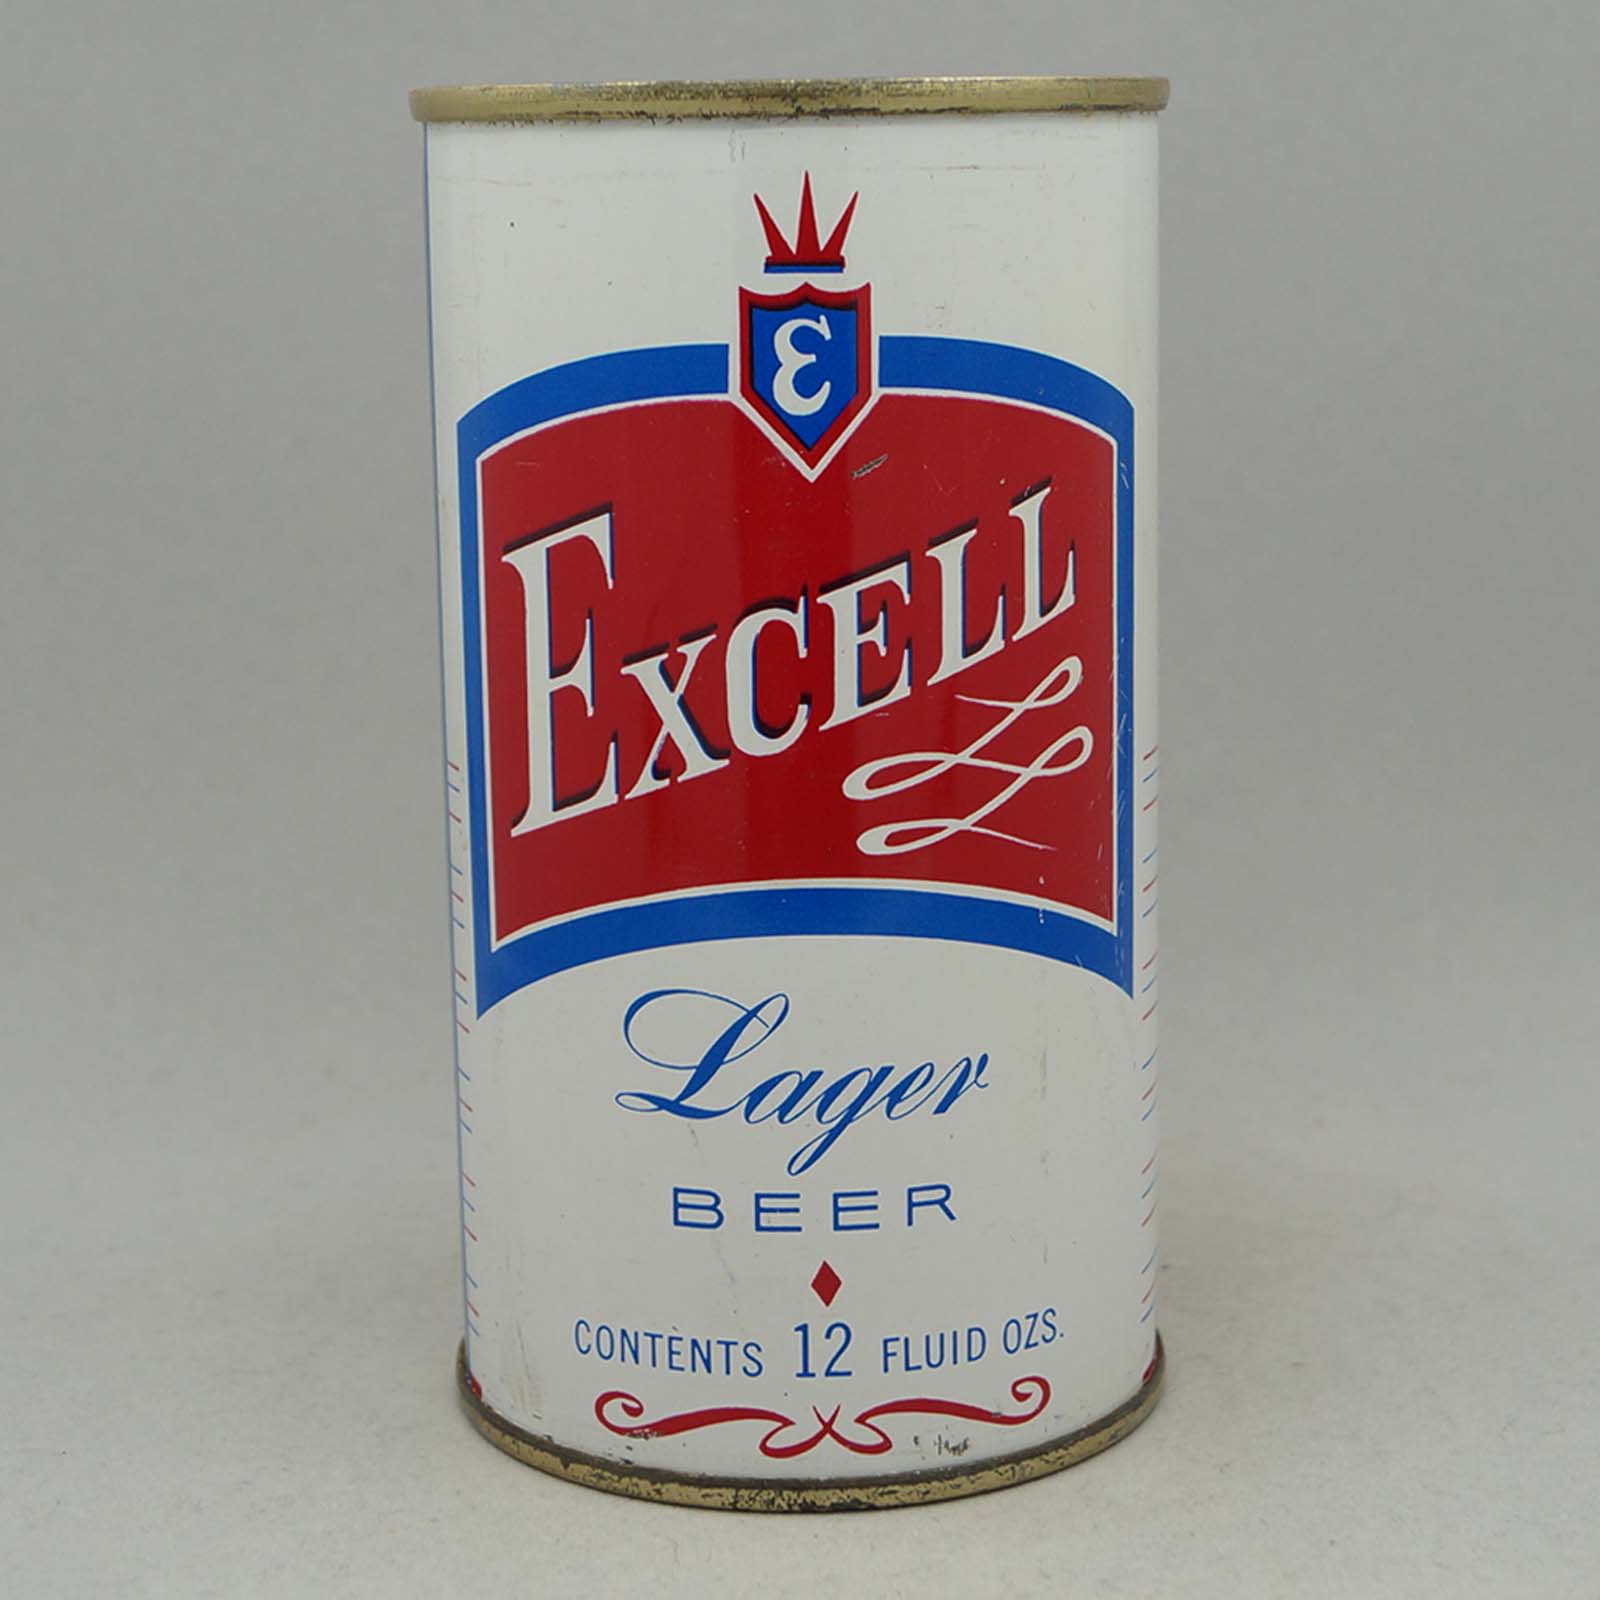 Ɛ
EXCELL
Lager
BEER
CONTENTS 12 FLUID OZS.